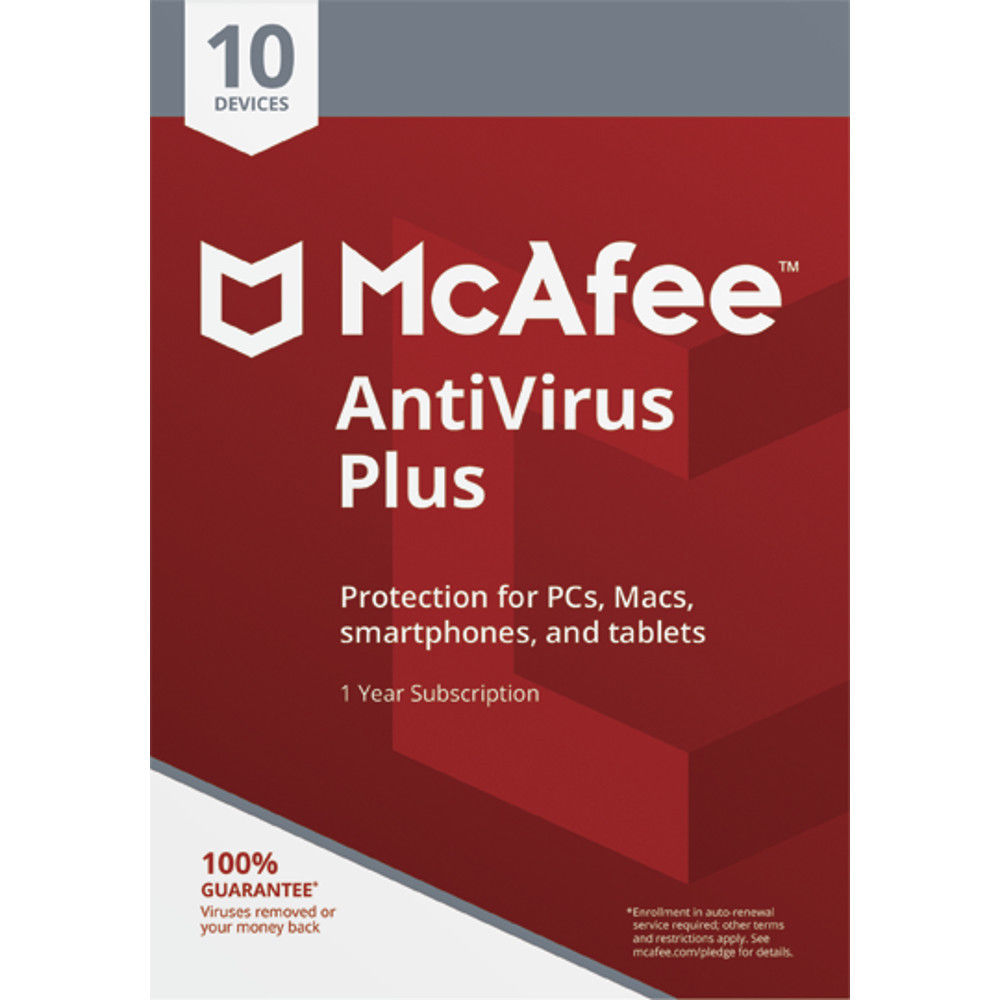 10
DEVICES
McAfee™
AntiVirus
Plus
Protection for PCs, Macs,
smartphones, and tablets
1 Year Subscription
100%
GUARANTEE*
Viruses removed or
your money back
*Enrollment in auto-renewal
service required; other terms
and restrictions apply. See
mcafee.com/pledge for details.